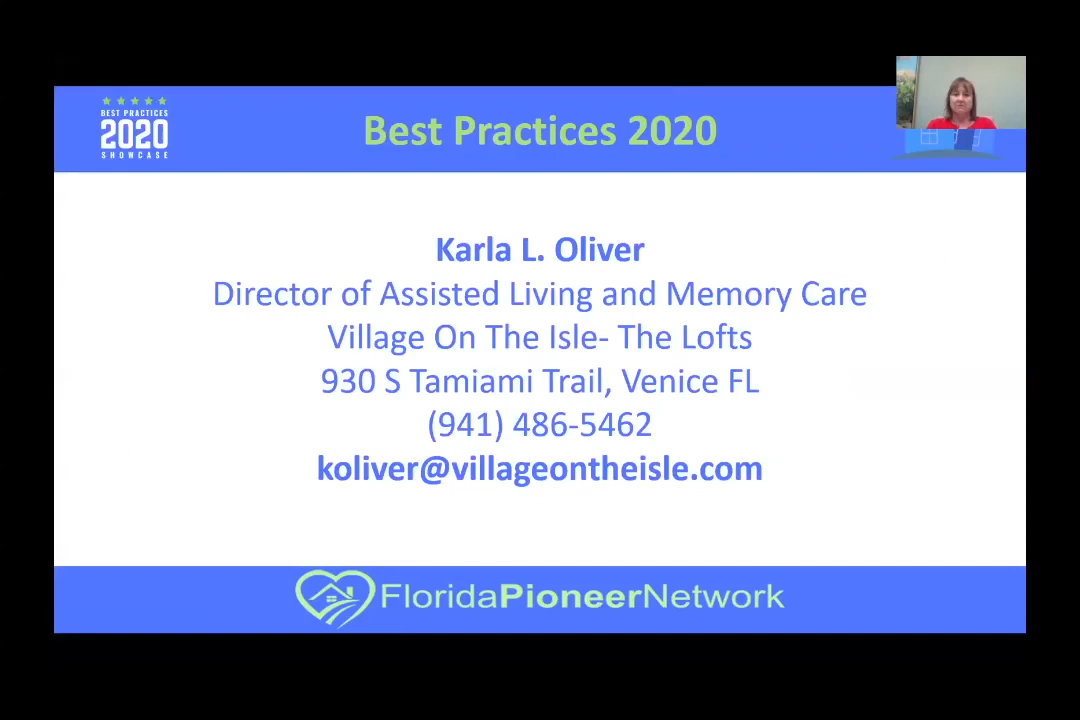 BEST PRACTICES
2020
SHOWCASE
Best Practices 2020
Karla L. Oliver
Director of Assisted Living and Memory Care
Village On The Isle- The Lofts
930 S Tamiami Trail, Venice FL
(941) 486-5462
koliver@villageontheisle.com
FloridaPioneerNetwork